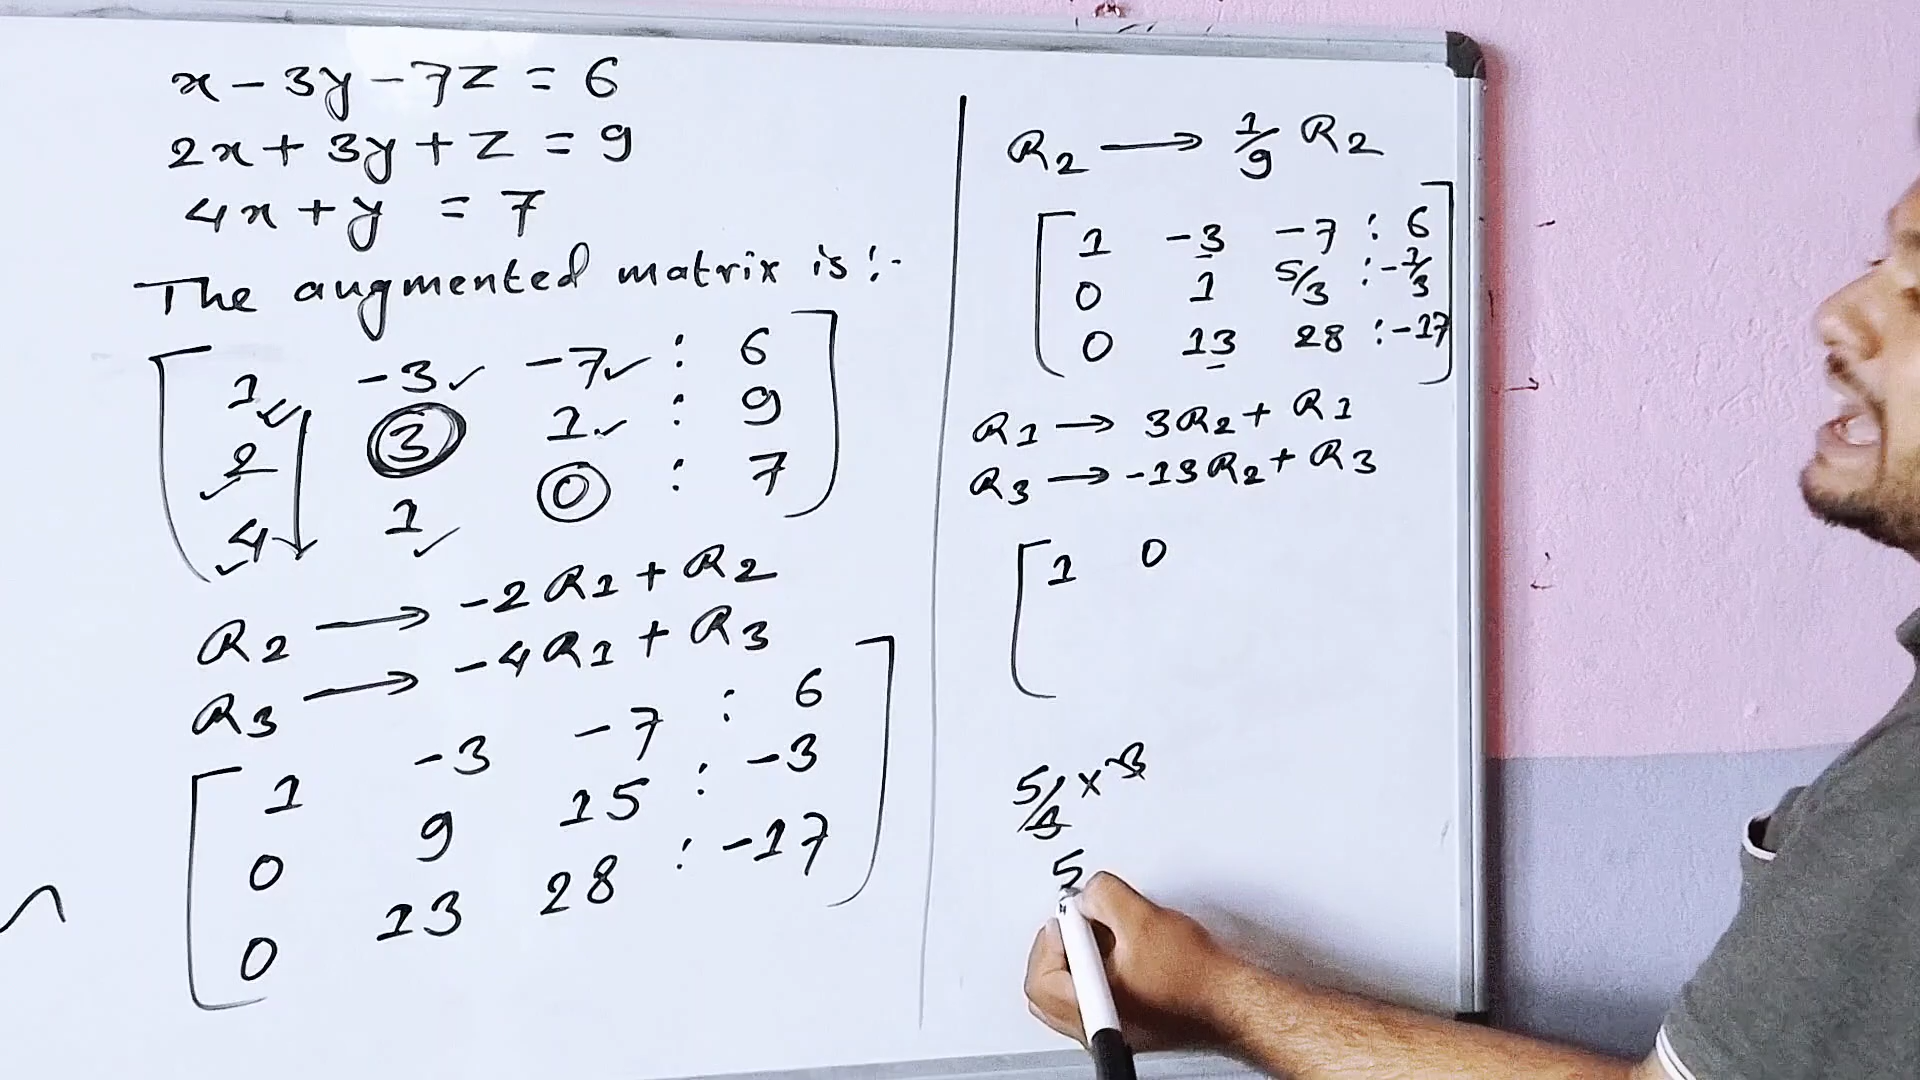 x - 3y - 7z = 6
2x + 3y + z = 9
4x + y = 7
The augmented matrix is :-
1 -3 -7 : 6
2 3 1 : 9
4 1 0 : 7
R2 → -2R1 + R2
R3 → -4R1 + R3
1 -3 -7 : 6
0 9 15 : -3
0 13 28 : -17
R2 → 1/9 R2
1 -3 -7 : 6
0 1 5/3 : -1/3
0 13 28 : -17
R1 → 3R2 + R1
R3 → -13R2 + R3
1 0
5/3 × 3
5